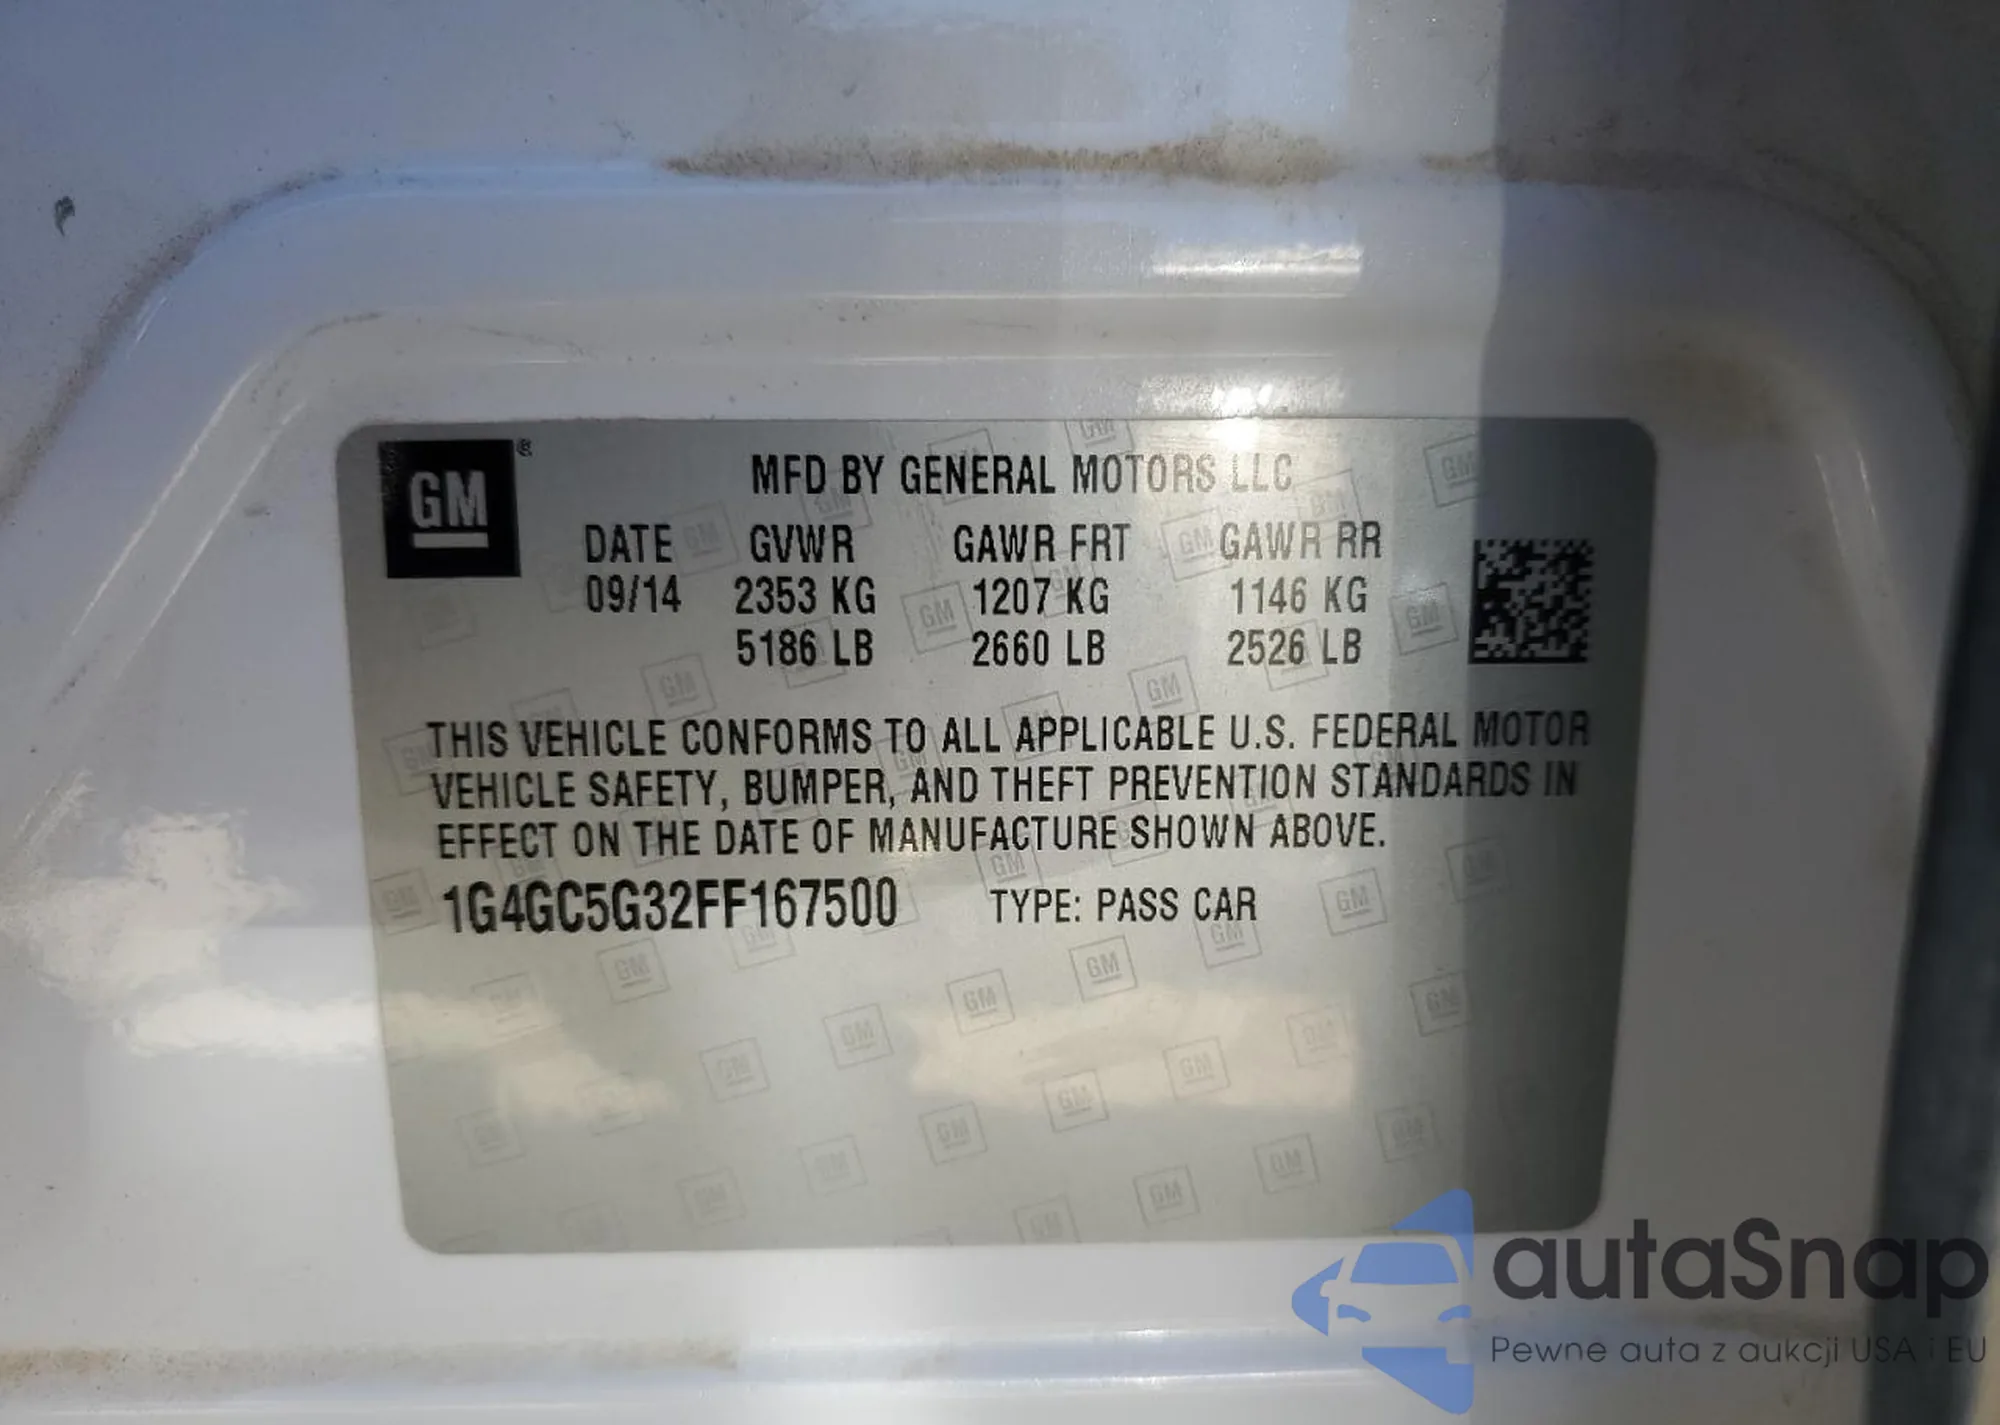 GM
MFD BY GENERAL MOTORS LLC
DATE GVWR GAWR FRT GAWR RR
09/14 2353 KG 1207 KG 1146 KG
5186 LB 2660 LB 2526 LB
THIS VEHICLE CONFORMS TO ALL APPLICABLE U.S. FEDERAL MOTOR
VEHICLE SAFETY, BUMPER, AND THEFT PREVENTION STANDARDS IN
EFFECT ON THE DATE OF MANUFACTURE SHOWN ABOVE.
1G4GC5G32FF167500 TYPE: PASS CAR
autaSnap
Pewne auta z aukcji USA i EU